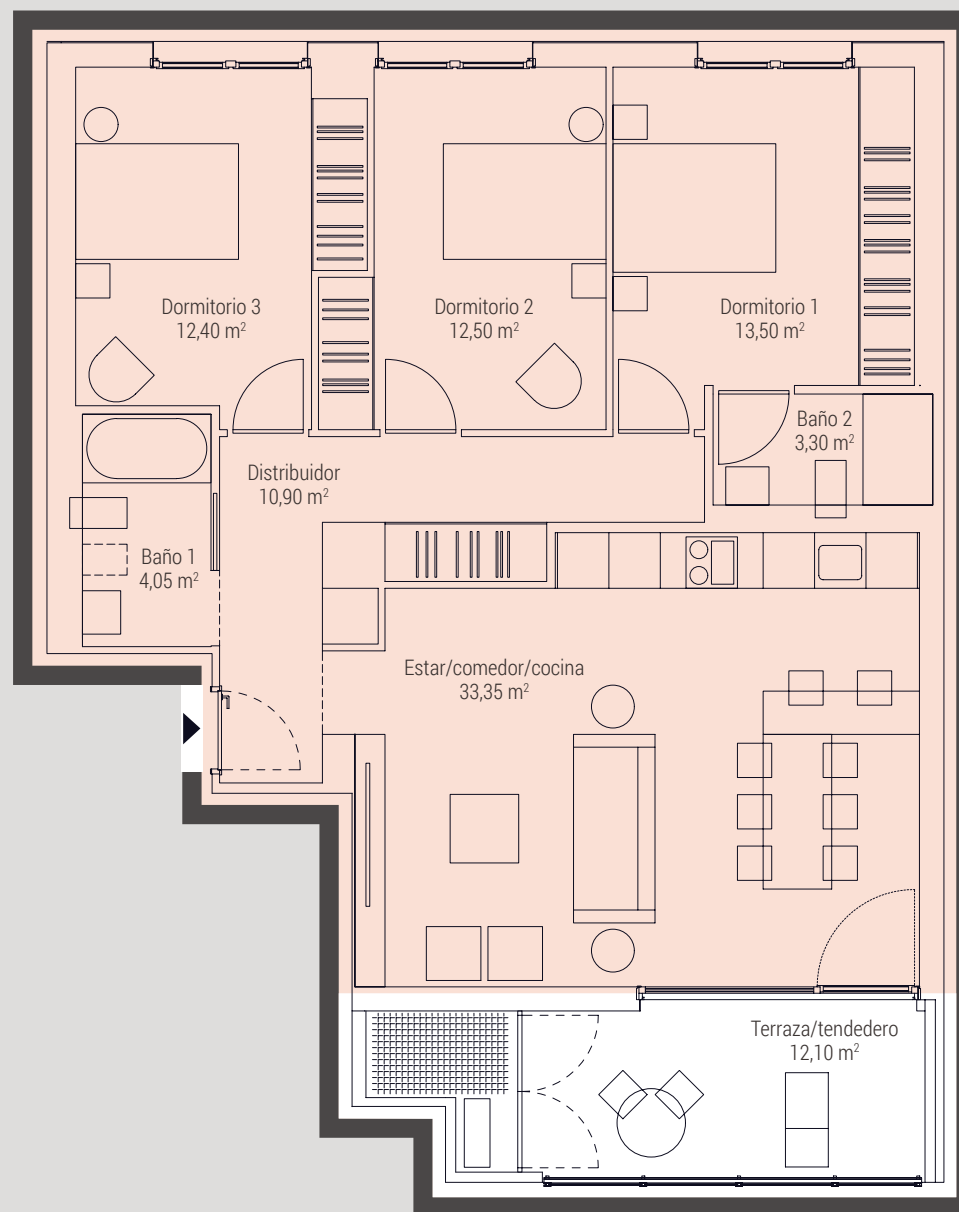 Dormitorio 3
12,40 m²
Dormitorio 2
12,50 m²
Dormitorio 1
13,50 m²
Baño 2
3,30 m²
Distribuidor
10,90 m²
Baño 1
4,05 m²
Estar/comedor/cocina
33,35 m²
Terraza/tendedero
12,10 m²